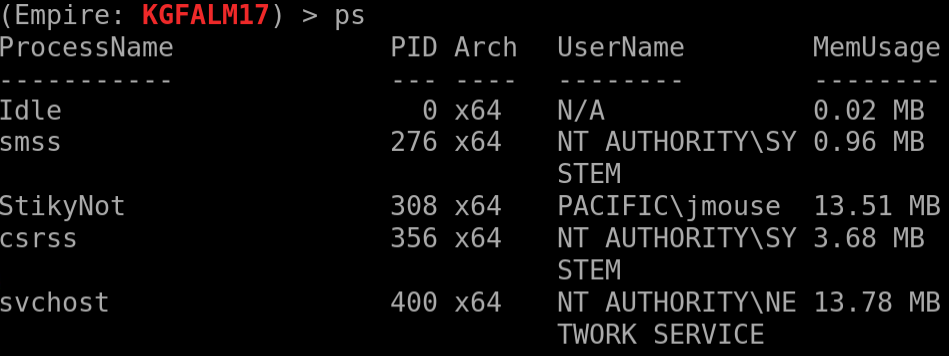 (Empire: KGFALM17) > ps
ProcessName PID Arch UserName MemUsage
----------- --- ---- -------- --------
Idle 0 x64 N/A 0.02 MB
smss 276 x64 NT AUTHORITY\SY 0.96 MB
STEM
StikyNot 308 x64 PACIFIC\jmouse 13.51 MB
csrss 356 x64 NT AUTHORITY\SY 3.68 MB
STEM
svchost 400 x64 NT AUTHORITY\NE 13.78 MB
TWORK SERVICE